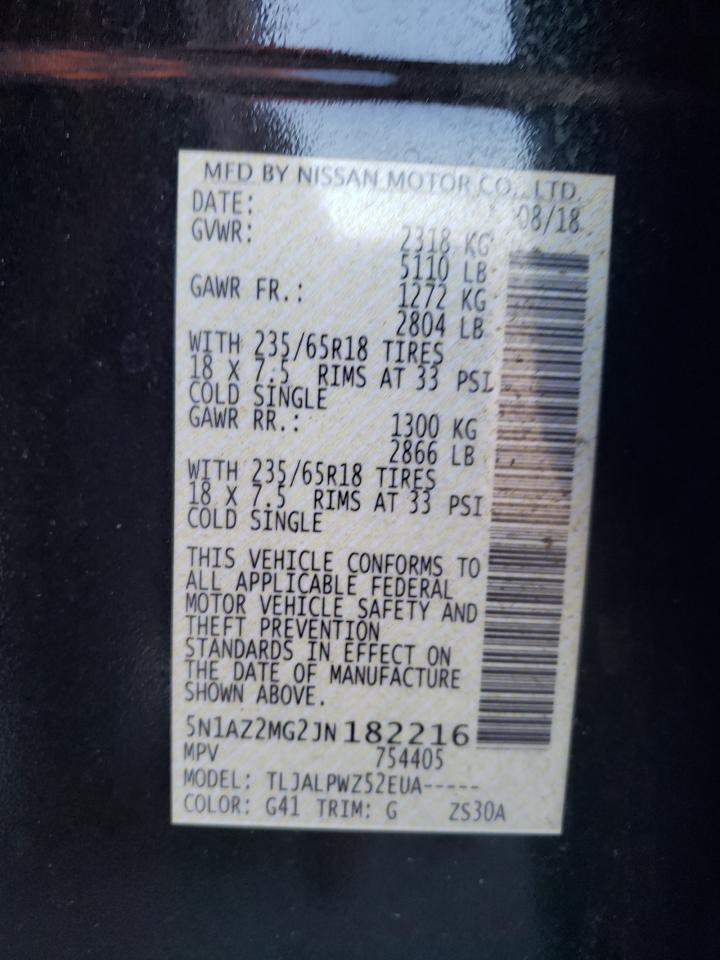 MFD BY NISSAN MOTOR CO., LTD.
DATE: 08/18
GVWR: 2318 KG
5110 LB
GAWR FR.: 1272 KG
2804 LB
WITH 235/65R18 TIRES
18 X 7.5 RIMS AT 33 PSI
COLD SINGLE
GAWR RR.: 1300 KG
2866 LB
WITH 235/65R18 TIRES
18 X 7.5 RIMS AT 33 PSI
COLD SINGLE
THIS VEHICLE CONFORMS TO
ALL APPLICABLE FEDERAL
MOTOR VEHICLE SAFETY AND
THEFT PREVENTION
STANDARDS IN EFFECT ON
THE DATE OF MANUFACTURE
SHOWN ABOVE.
5N1AZ2MG2JN182216
MPV 754405
MODEL: TLJALPWZ52EUA-----
COLOR: G41 TRIM: G ZS30A